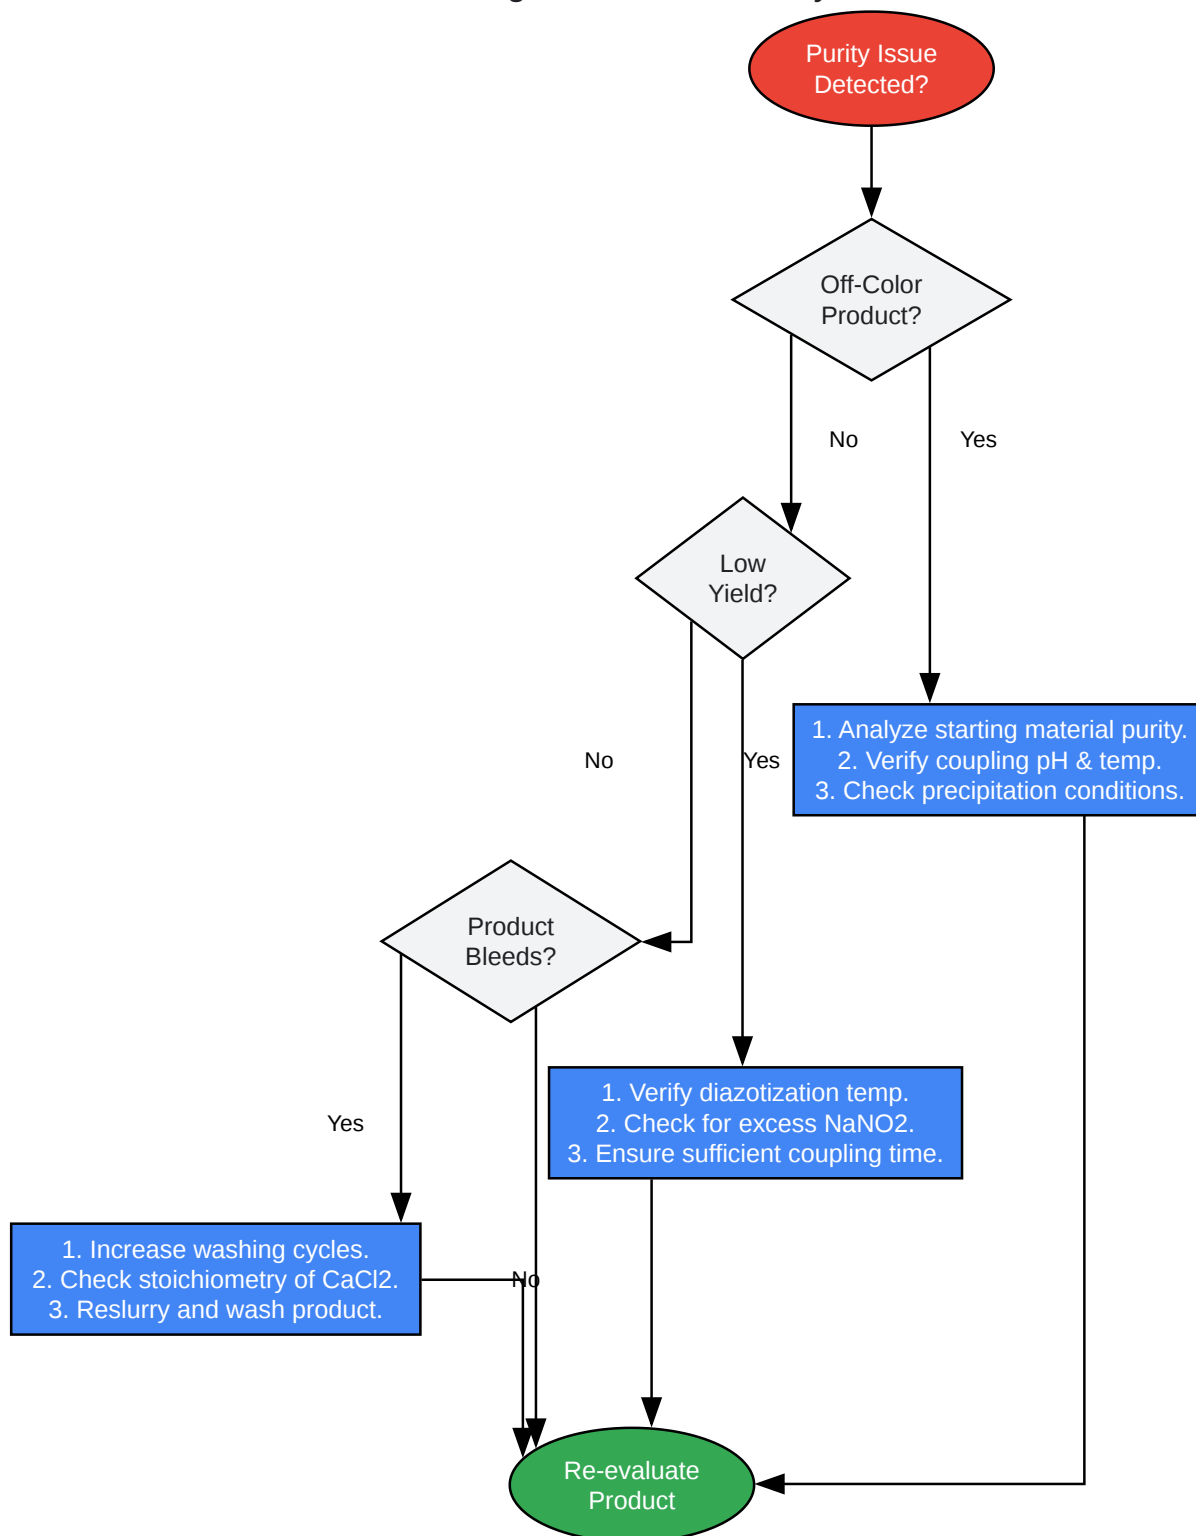 Purity Issue
Detected?
Off-Color
Product?
No
Yes
Low
Yield?
No
Yes
1. Analyze starting material purity.
2. Verify coupling pH & temp.
3. Check precipitation conditions.
Product
Bleeds?
Yes
1. Verify diazotization temp.
2. Check for excess NaNO2.
3. Ensure sufficient coupling time.
1. Increase washing cycles.
2. Check stoichiometry of CaCl2.
3. Reslurry and wash product.
No
Re-evaluate
Product